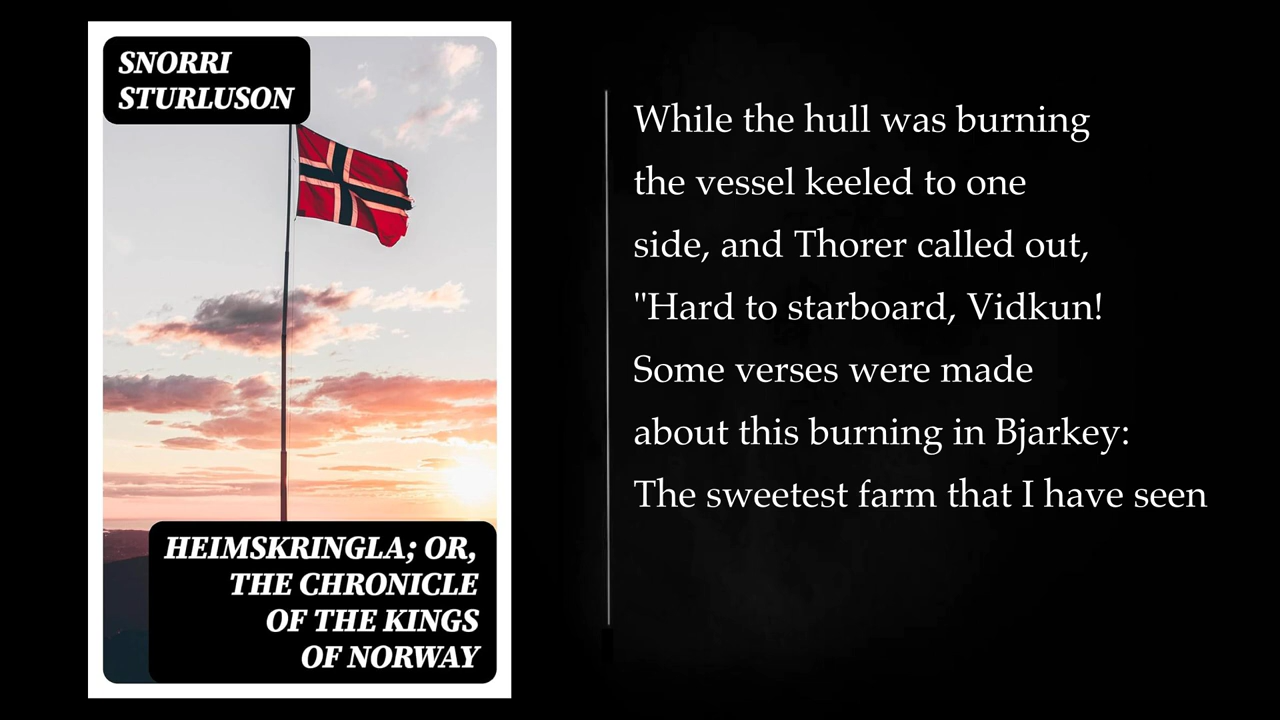 SNORRI
STURLUSON
HEIMSKRINGLA; OR,
THE CHRONICLE
OF THE KINGS
OF NORWAY
While the hull was burning
the vessel keeled to one
side, and Thorer called out,
"Hard to starboard, Vidkun!
Some verses were made
about this burning in Bjarkey:
The sweetest farm that I have seen